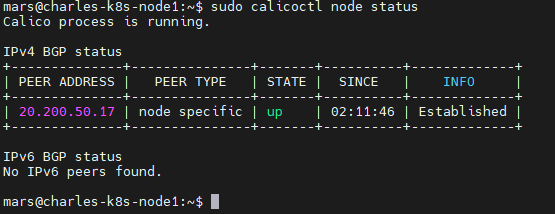 mars@charles-k8s-node1:~$ sudo calicoctl node status
Calico process is running.

IPv4 BGP status
+--------------+---------------+-------+----------+-------------+
| PEER ADDRESS | PEER TYPE | STATE | SINCE | INFO |
+--------------+---------------+-------+----------+-------------+
| 20.200.50.17 | node specific | up | 02:11:46 | Established |
+--------------+---------------+-------+----------+-------------+

IPv6 BGP status
No IPv6 peers found.

mars@charles-k8s-node1:~$